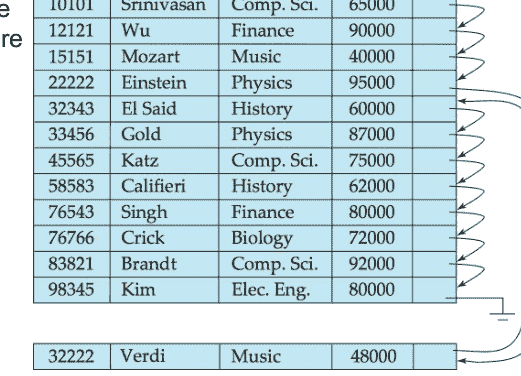 e
re
10101 Srinivasan Comp. Sci. 65000
12121 Wu Finance 90000
15151 Mozart Music 40000
22222 Einstein Physics 95000
32343 El Said History 60000
33456 Gold Physics 87000
45565 Katz Comp. Sci. 75000
58583 Califieri History 62000
76543 Singh Finance 80000
76766 Crick Biology 72000
83821 Brandt Comp. Sci. 92000
98345 Kim Elec. Eng. 80000
32222 Verdi Music 48000